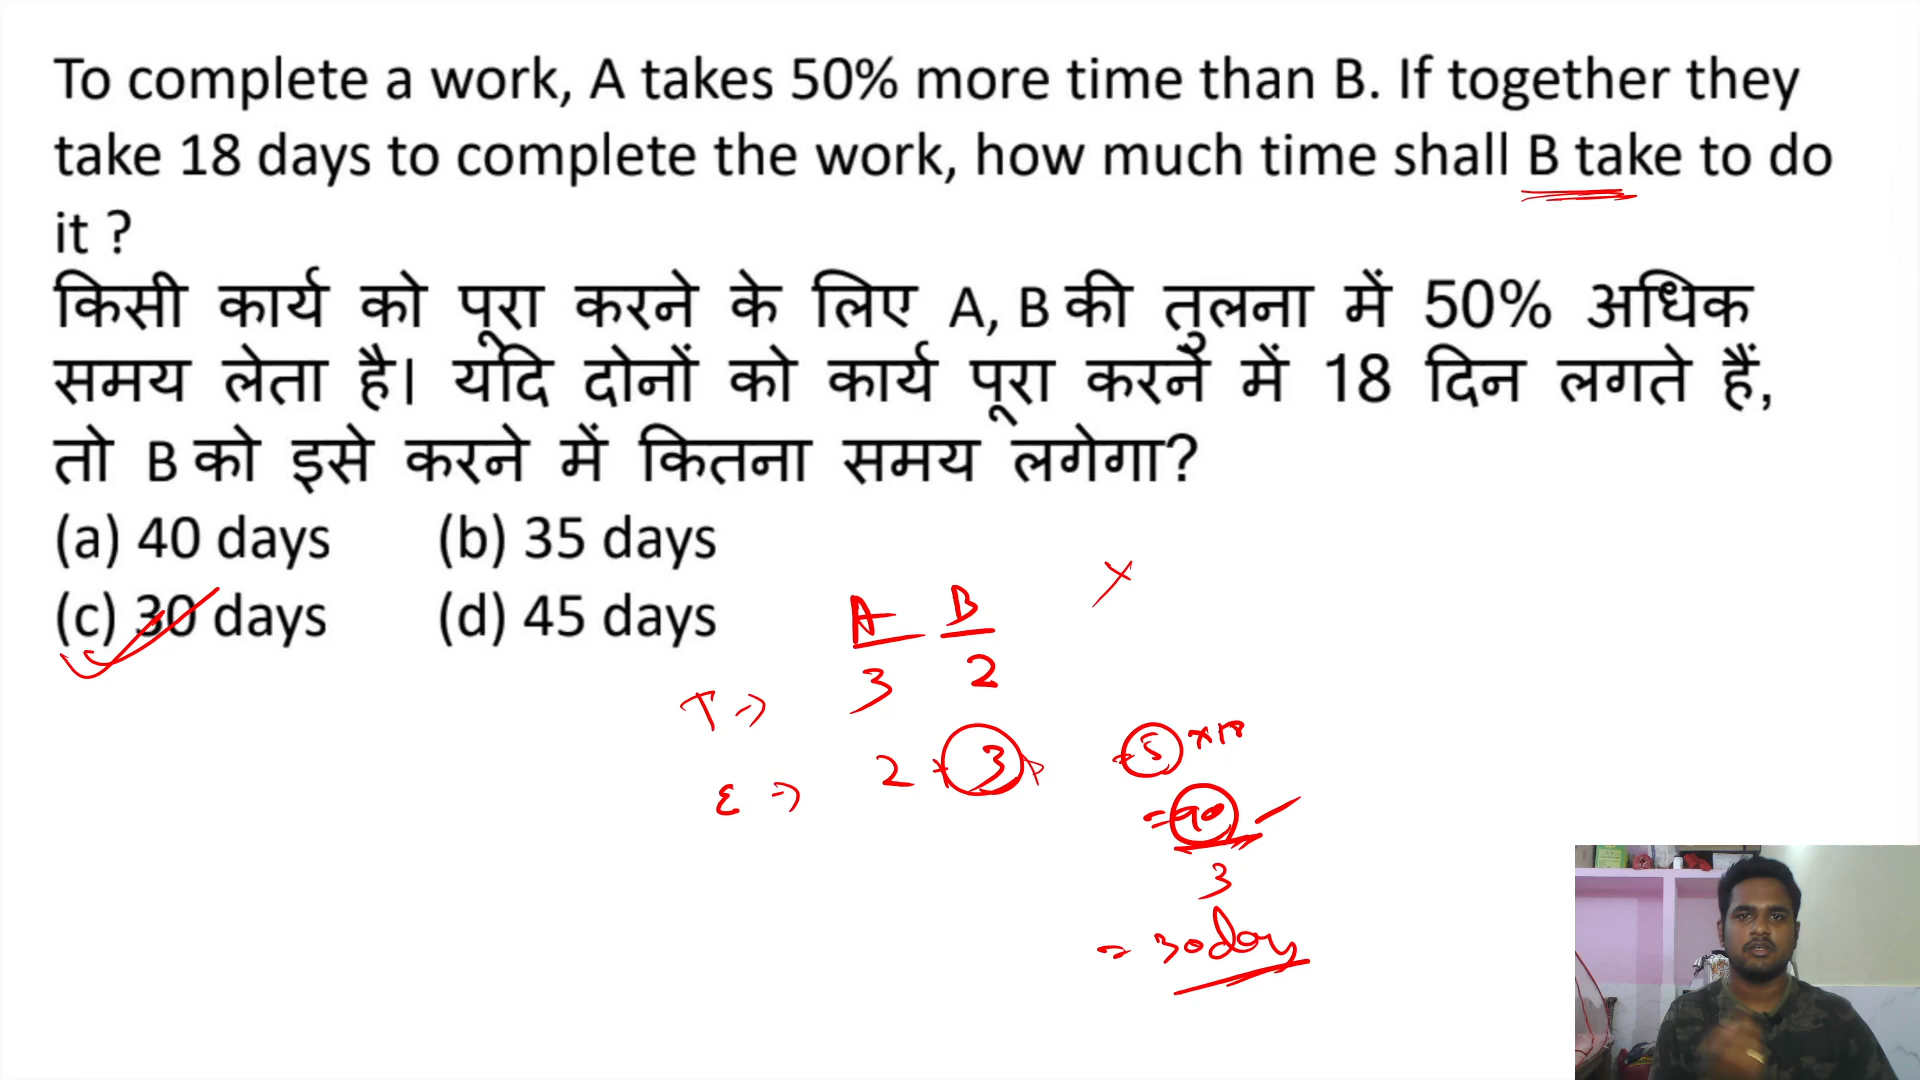 To complete a work, A takes 50% more time than B. If together they
take 18 days to complete the work, how much time shall B take to do
it ?
किसी कार्य को पूरा करने के लिए A, B की तुलना में 50% अधिक
समय लेता है। यदि दोनों को कार्य पूरा करने में 18 दिन लगते हैं,
तो B को इसे करने में कितना समय लगेगा?
(a) 40 days (b) 35 days
(c) 30 days (d) 45 days
A B
T => 3 2
E => 2 + 3 = 5 x 18
= 90
3
= 30 day